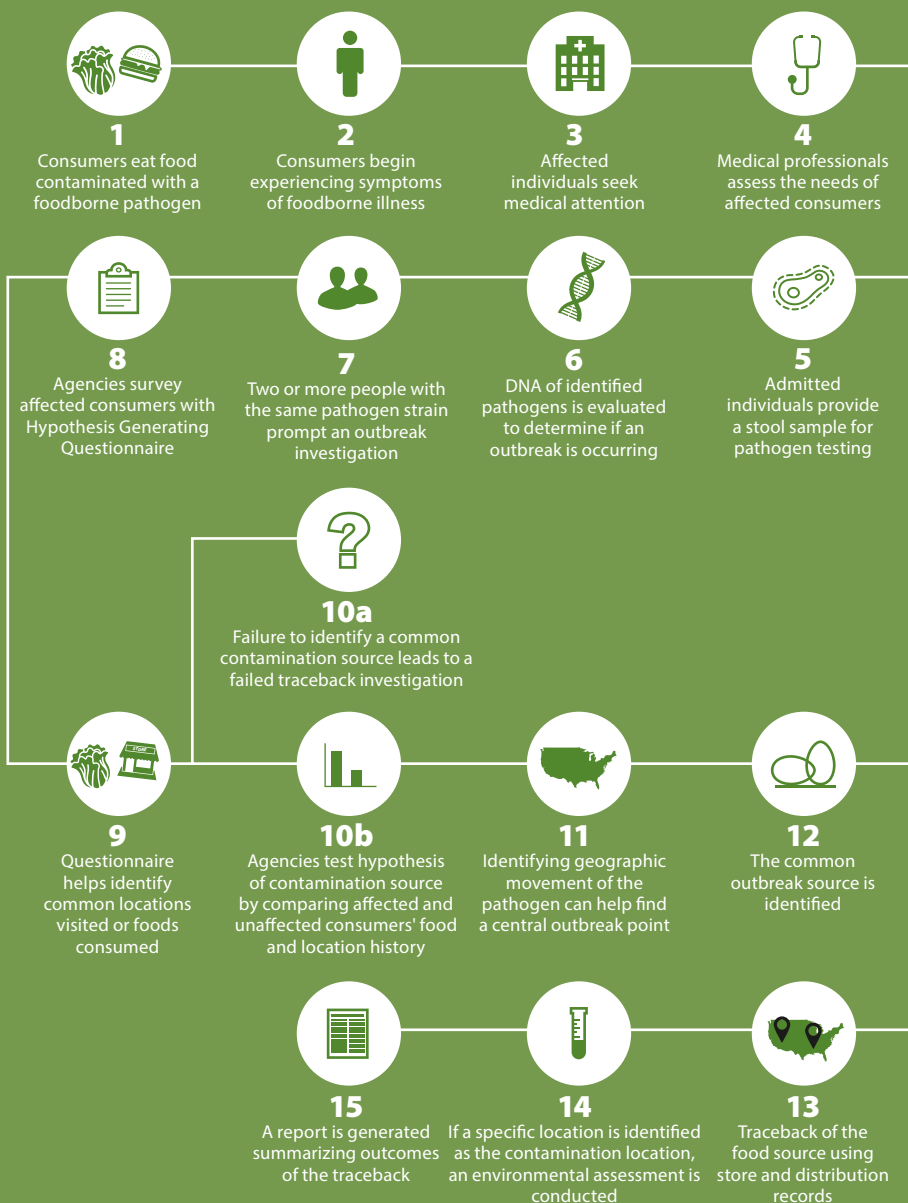 1
Consumers eat food
contaminated with a
foodborne pathogen
2
Consumers begin
experiencing symptoms
of foodborne illness
3
Affected
individuals seek
medical attention
4
Medical professionals
assess the needs of
affected consumers
5
Admitted
individuals provide
a stool sample for
pathogen testing
6
DNA of identified
pathogens is evaluated
to determine if an
outbreak is occurring
7
Two or more people with
the same pathogen strain
prompt an outbreak
investigation
8
Agencies survey
affected consumers with
Hypothesis Generating
Questionnaire
STORE
9
Questionnaire
helps identify
common locations
visited or foods
consumed
?
10a
Failure to identify a common
contamination source leads to a
failed traceback investigation
10b
Agencies test hypothesis
of contamination source
by comparing affected and
unaffected consumers' food
and location history
11
Identifying geographic
movement of the
pathogen can help find
a central outbreak point
12
The common
outbreak source is
identified
13
Traceback of the
food source using
store and distribution
records
14
If a specific location is identified
as the contamination location,
an environmental assessment is
conducted
15
A report is generated
summarizing outcomes
of the traceback